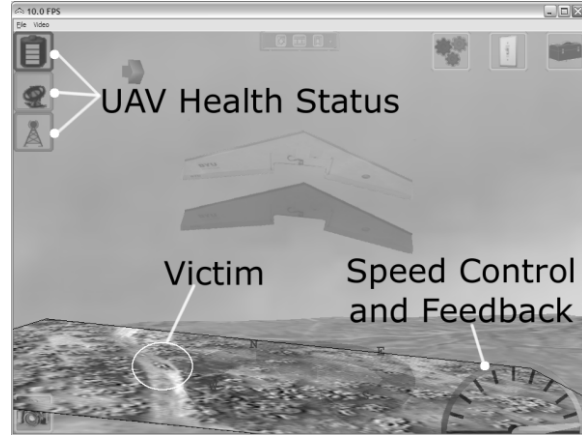 10.0 FPS
File Video
UAV Health Status
Victim
Speed Control
and Feedback
N
E